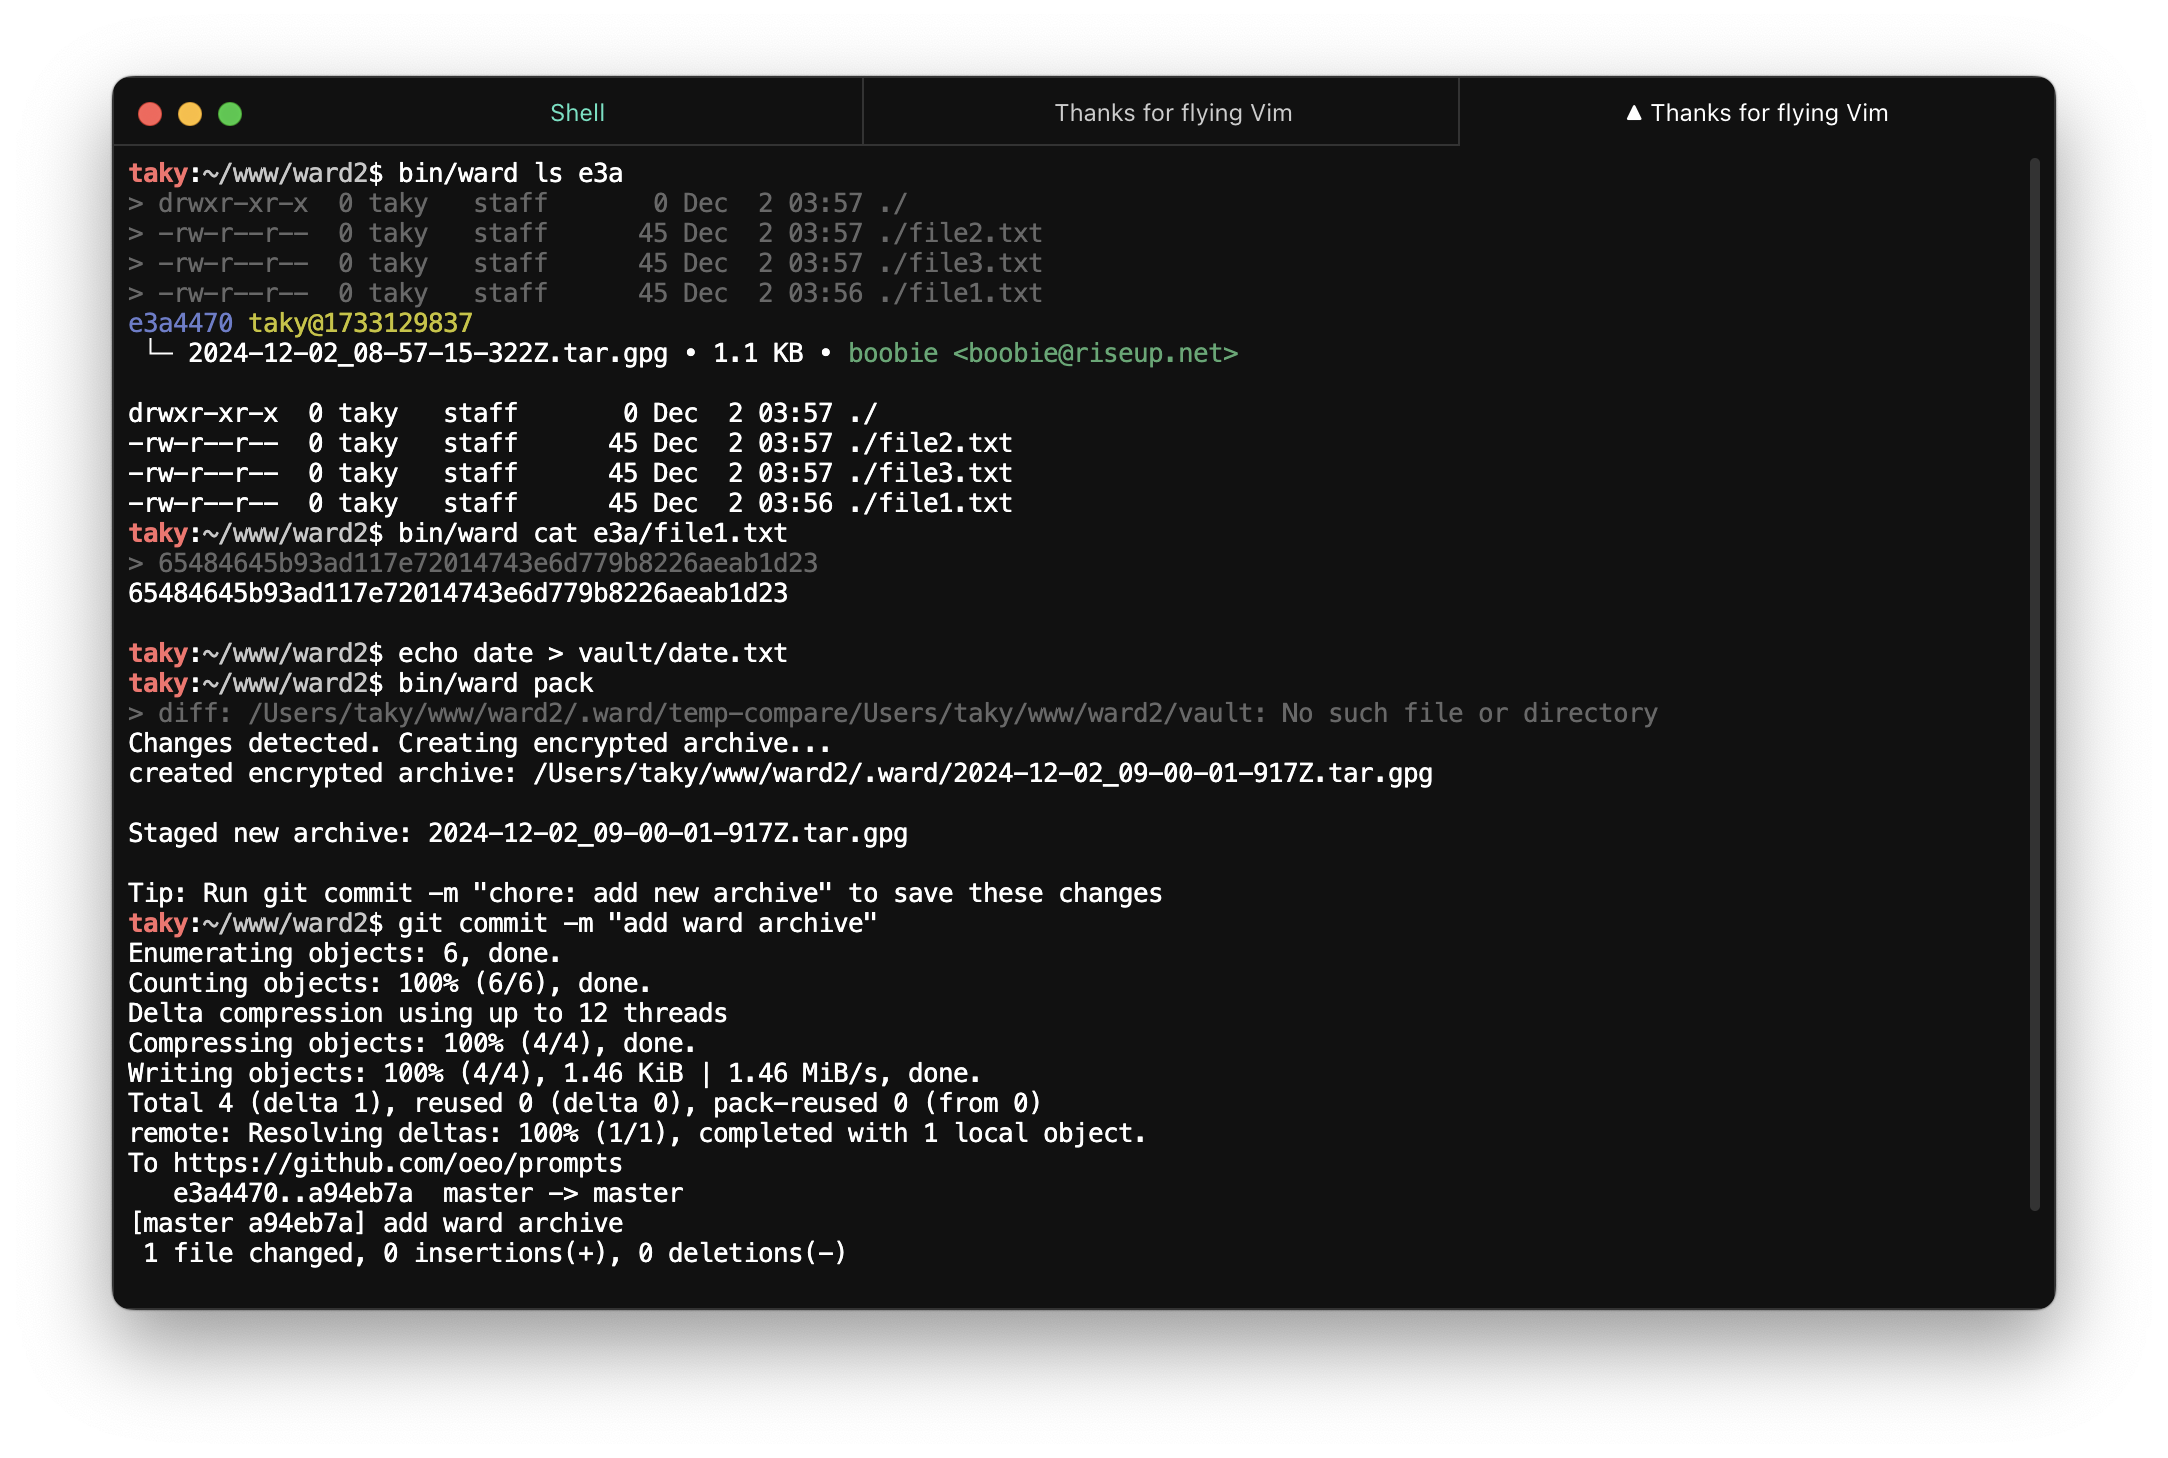 Shell
Thanks for flying Vim
▲ Thanks for flying Vim
taky:~/www/ward2$ bin/ward ls e3a
> drwxr-xr-x  0 taky   staff       0 Dec  2 03:57 ./
> -rw-r--r--  0 taky   staff      45 Dec  2 03:57 ./file2.txt
> -rw-r--r--  0 taky   staff      45 Dec  2 03:57 ./file3.txt
> -rw-r--r--  0 taky   staff      45 Dec  2 03:56 ./file1.txt
e3a4470 taky@1733129837
 └─ 2024-12-02_08-57-15-322Z.tar.gpg • 1.1 KB • boobie <boobie@riseup.net>
drwxr-xr-x  0 taky   staff       0 Dec  2 03:57 ./
-rw-r--r--  0 taky   staff      45 Dec  2 03:57 ./file2.txt
-rw-r--r--  0 taky   staff      45 Dec  2 03:57 ./file3.txt
-rw-r--r--  0 taky   staff      45 Dec  2 03:56 ./file1.txt
taky:~/www/ward2$ bin/ward cat e3a/file1.txt
> 65484645b93ad117e72014743e6d779b8226aeab1d23
65484645b93ad117e72014743e6d779b8226aeab1d23
taky:~/www/ward2$ echo date > vault/date.txt
taky:~/www/ward2$ bin/ward pack
> diff: /Users/taky/www/ward2/.ward/temp-compare/Users/taky/www/ward2/vault: No such file or directory
Changes detected. Creating encrypted archive...
created encrypted archive: /Users/taky/www/ward2/.ward/2024-12-02_09-00-01-917Z.tar.gpg
Staged new archive: 2024-12-02_09-00-01-917Z.tar.gpg
Tip: Run git commit -m "chore: add new archive" to save these changes
taky:~/www/ward2$ git commit -m "add ward archive"
Enumerating objects: 6, done.
Counting objects: 100% (6/6), done.
Delta compression using up to 12 threads
Compressing objects: 100% (4/4), done.
Writing objects: 100% (4/4), 1.46 KiB | 1.46 MiB/s, done.
Total 4 (delta 1), reused 0 (delta 0), pack-reused 0 (from 0)
remote: Resolving deltas: 100% (1/1), completed with 1 local object.
To https://github.com/oeo/prompts
   e3a4470..a94eb7a  master -> master
[master a94eb7a] add ward archive
 1 file changed, 0 insertions(+), 0 deletions(-)